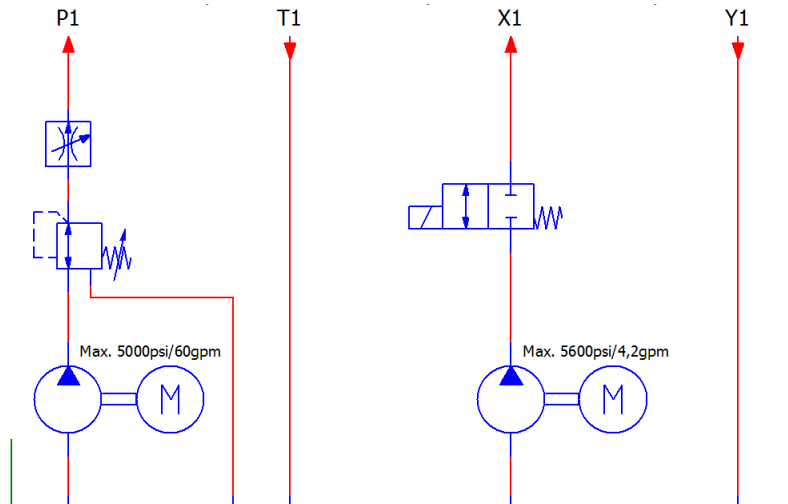 P1
T1
X1
Y1
Max. 5000psi/60gpm
Max. 5600psi/4,2gpm
M
M